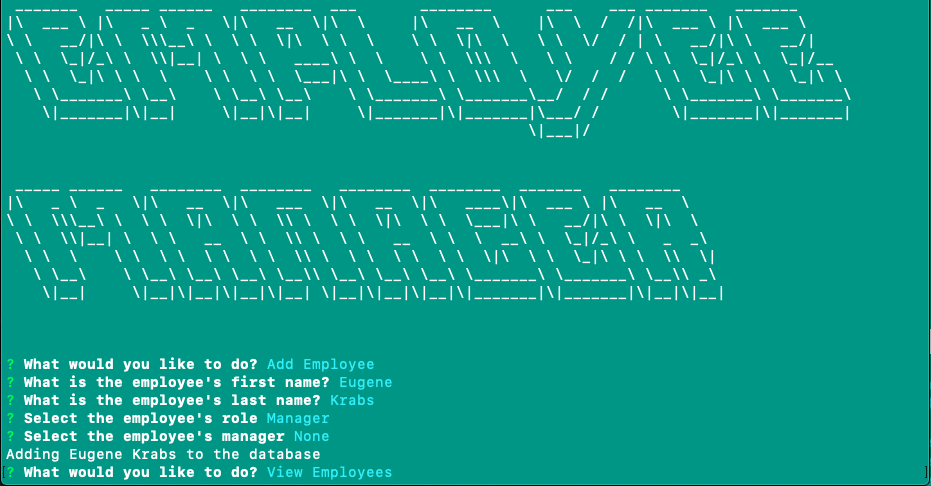 EMPLOYEE
MANAGER
? What would you like to do? Add Employee
? What is the employee's first name? Eugene
? What is the employee's last name? Krabs
? Select the employee's role Manager
? Select the employee's manager None
Adding Eugene Krabs to the database
? What would you like to do? View Employees